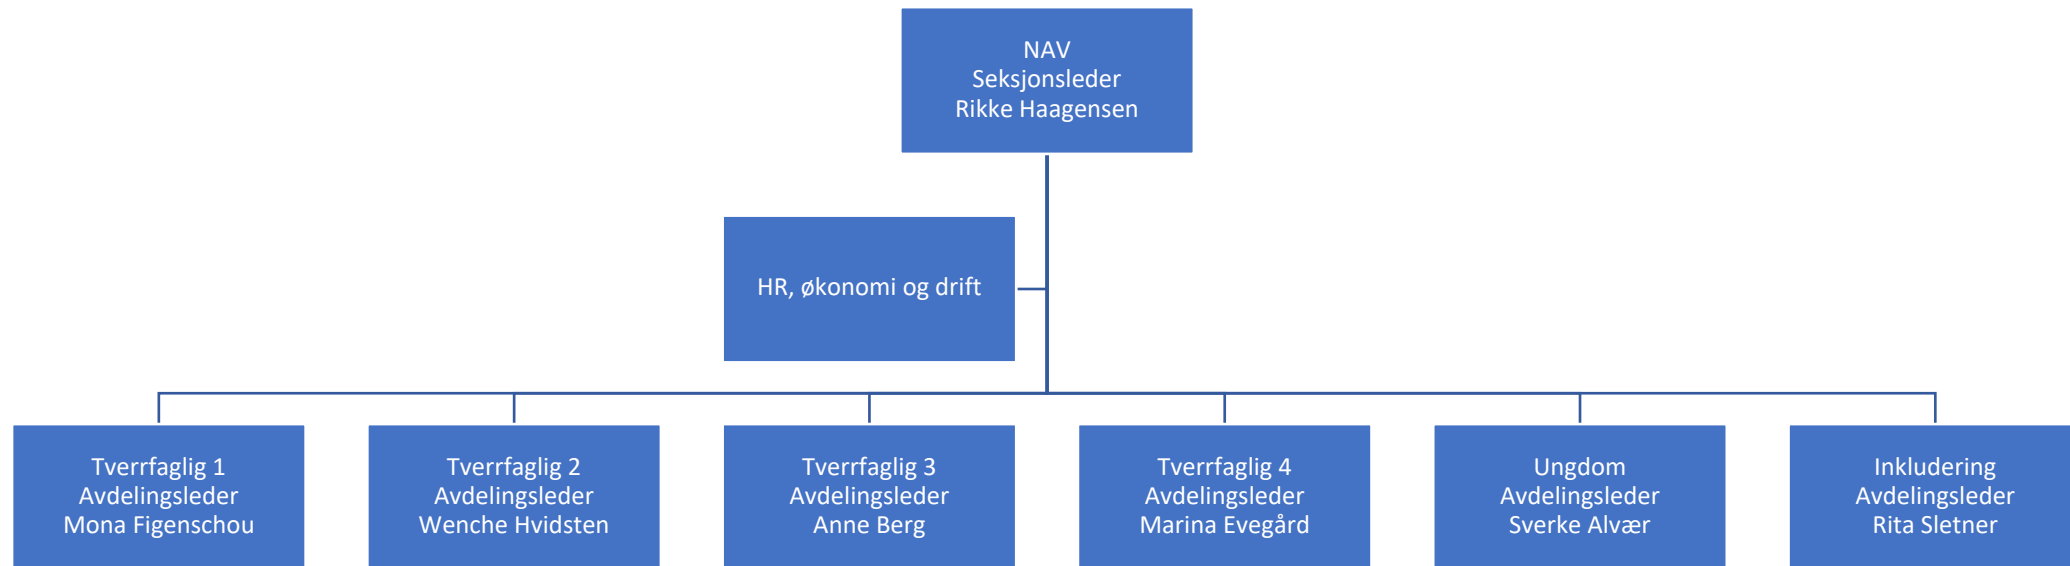 NAV
Seksjonsleder
Rikke Haagensen
HR, økonomi og drift
Tverrfaglig 1
Avdelingsleder
Mona Figenschou
Tverrfaglig 2
Avdelingsleder
Wenche Hvidsten
Tverrfaglig 3
Avdelingsleder
Anne Berg
Tverrfaglig 4
Avdelingsleder
Marina Evegård
Ungdom
Avdelingsleder
Sverke Alvær
Inkludering
Avdelingsleder
Rita Sletner